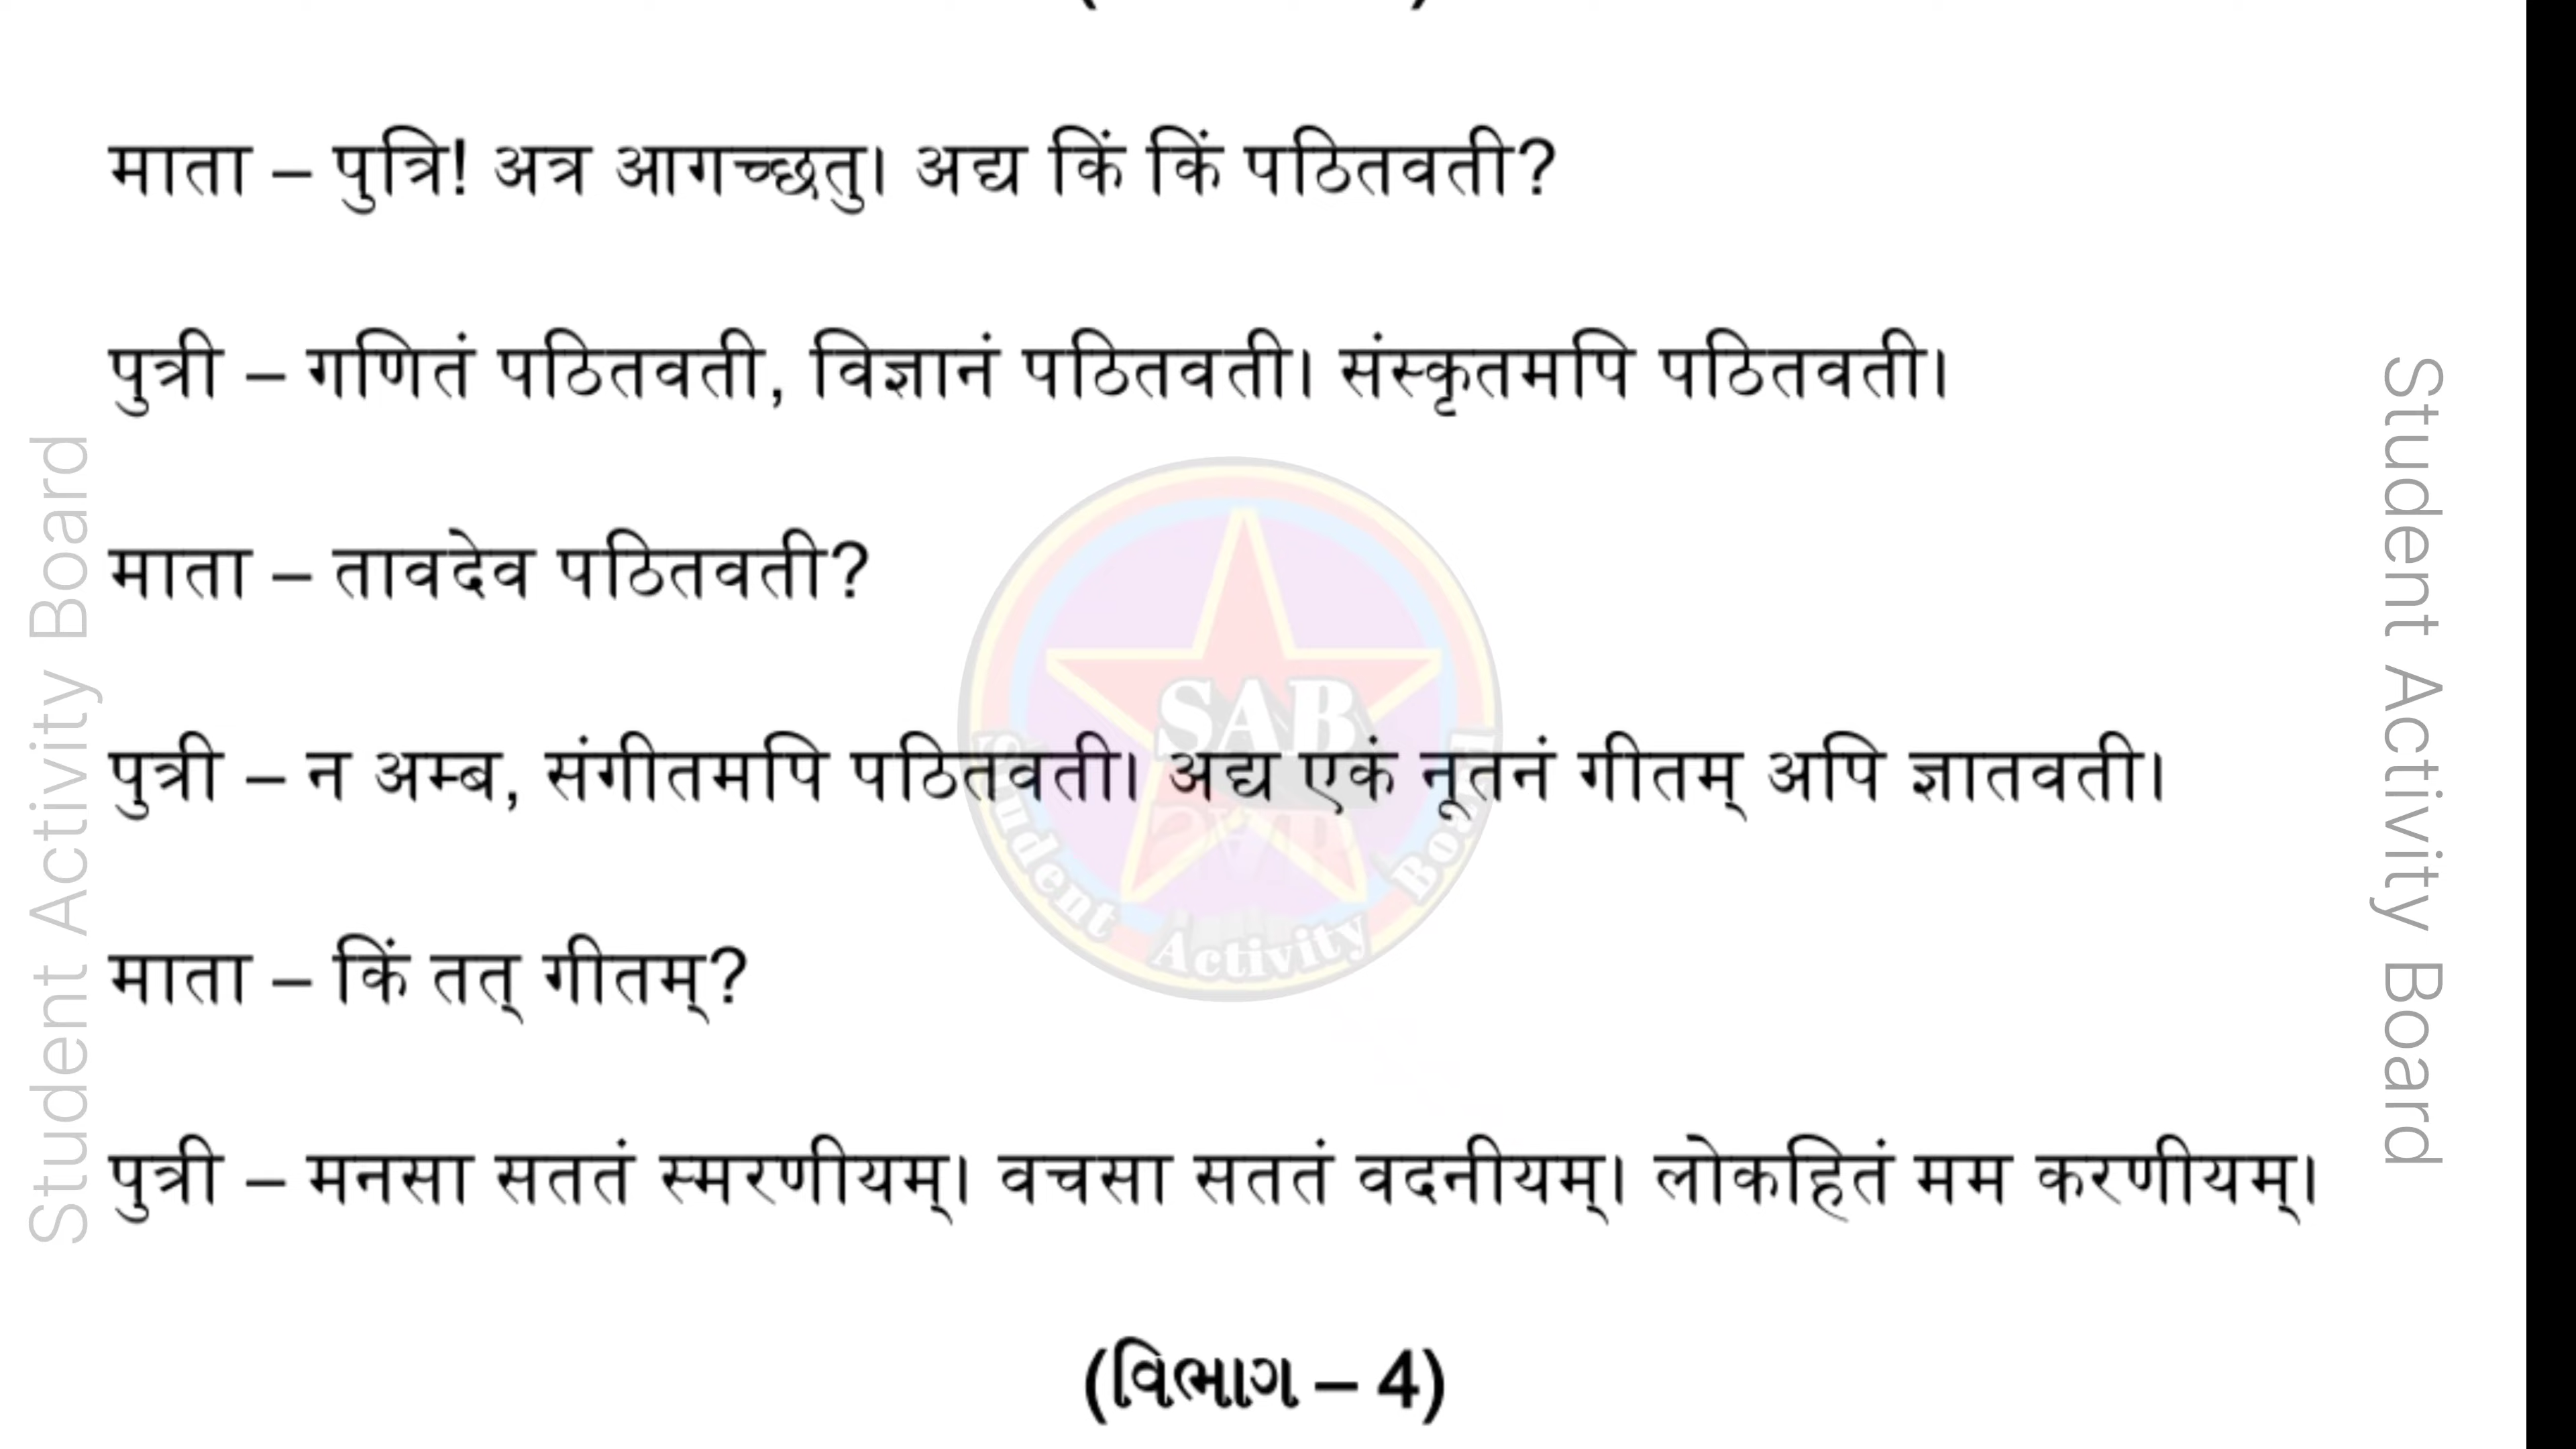 माता – पुत्रि! अत्र आगच्छतु। अद्य किं किं पठितवती?
पुत्री – गणितं पठितवती, विज्ञानं पठितवती। संस्कृतमपि पठितवती।
माता – तावदेव पठितवती?
पुत्री – न अम्ब, संगीतमपि पठितवती। अद्य एकं नूतनं गीतम् अपि ज्ञातवती।
माता – किं तत् गीतम्?
पुत्री – मनसा सततं स्मरणीयम्। वचसा सततं वदनीयम्। लोकहितं मम करणीयम्।
(વિભાગ – 4)
Student Activity Board
Student Activity Board
SAB
Student Activity Board